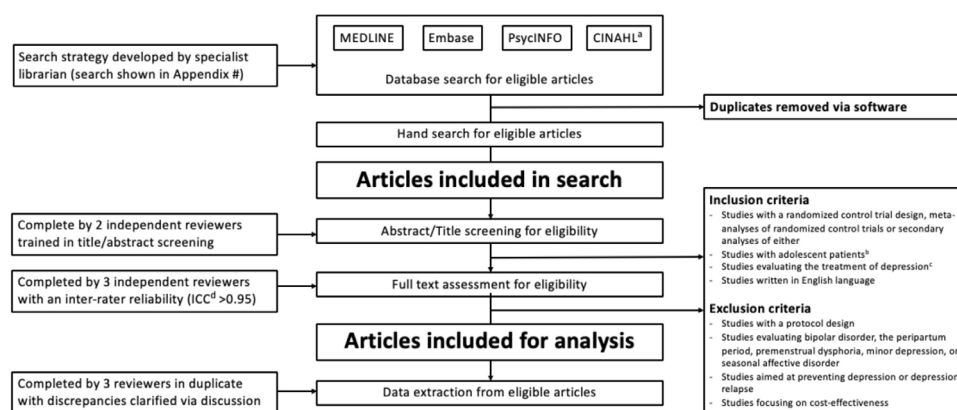 MEDLINE
Embase
PsycINFO
CINAHLa
Search strategy developed by specialist
librarian (search shown in Appendix #)
Database search for eligible articles
Duplicates removed via software
Hand search for eligible articles
Articles included in search
Complete by 2 independent reviewers
trained in title/abstract screening
Abstract/Title screening for eligibility
Inclusion criteria
- Studies with a randomized control trial design, meta-
analyses of randomized control trials or secondary
analyses of either
- Studies with adolescent patientsb
- Studies evaluating the treatment of depressionc
- Studies written in English language
Completed by 3 independent reviewers
with an inter-rater reliability (ICCd >0.95)
Full text assessment for eligibility
Exclusion criteria
- Studies with a protocol design
- Studies evaluating bipolar disorder, the peripartum
period, premenstrual dysphoria, minor depression, or
seasonal affective disorder
- Studies aimed at preventing depression or depression
relapse
- Studies focusing on cost-effectiveness
Articles included for analysis
Completed by 3 reviewers in duplicate
with discrepancies clarified via discussion
Data extraction from eligible articles